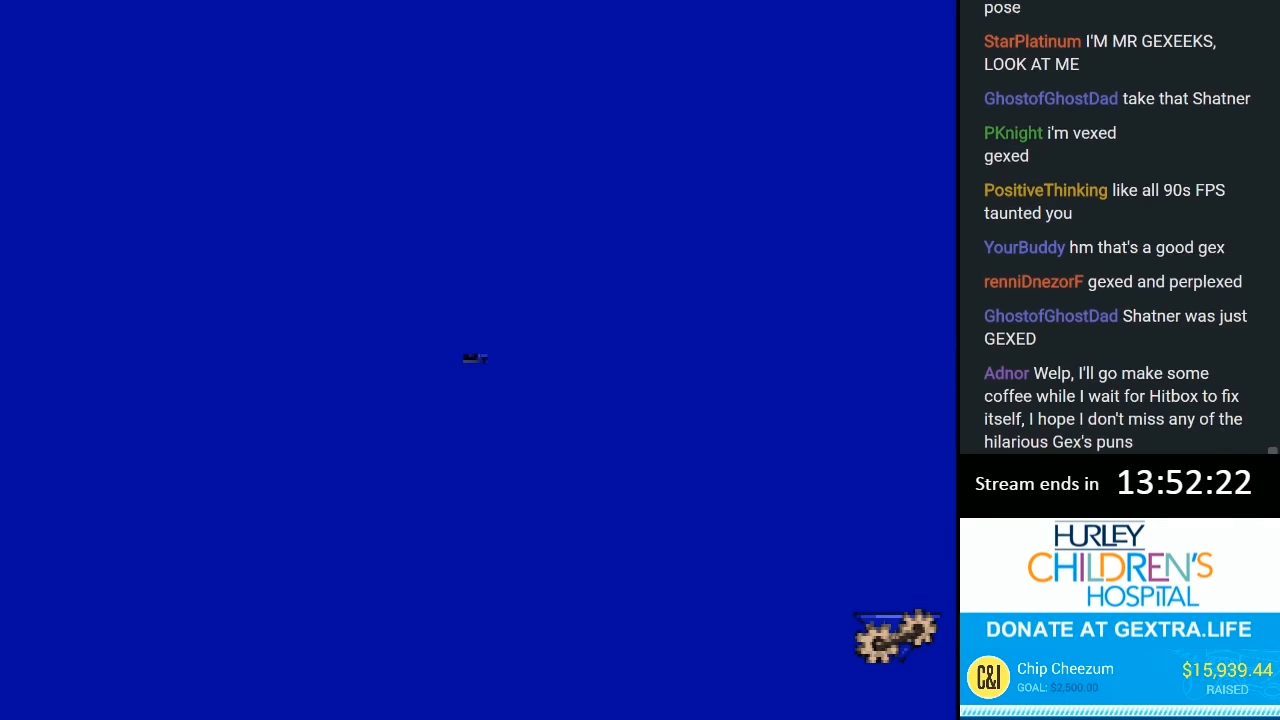 pose
StarPlatinum I'M MR GEXEEKS,
LOOK AT ME
GhostofGhostDad take that Shatner
PKnight i'm vexed
gexed
PositiveThinking like all 90s FPS
taunted you
YourBuddy hm that's a good gex
renniDnezorF gexed and perplexed
GhostofGhostDad Shatner was just
GEXED
Adnor Welp, I'll go make some
coffee while I wait for Hitbox to fix
itself, I hope I don't miss any of the
hilarious Gex's puns
Stream ends in 13:52:22
HURLEY
CHILDREN'S
HOSPITAL
DONATE AT GEXTRA.LIFE
C&I
Chip Cheezum
GOAL: $2,500.00
$15,939.44
RAISED